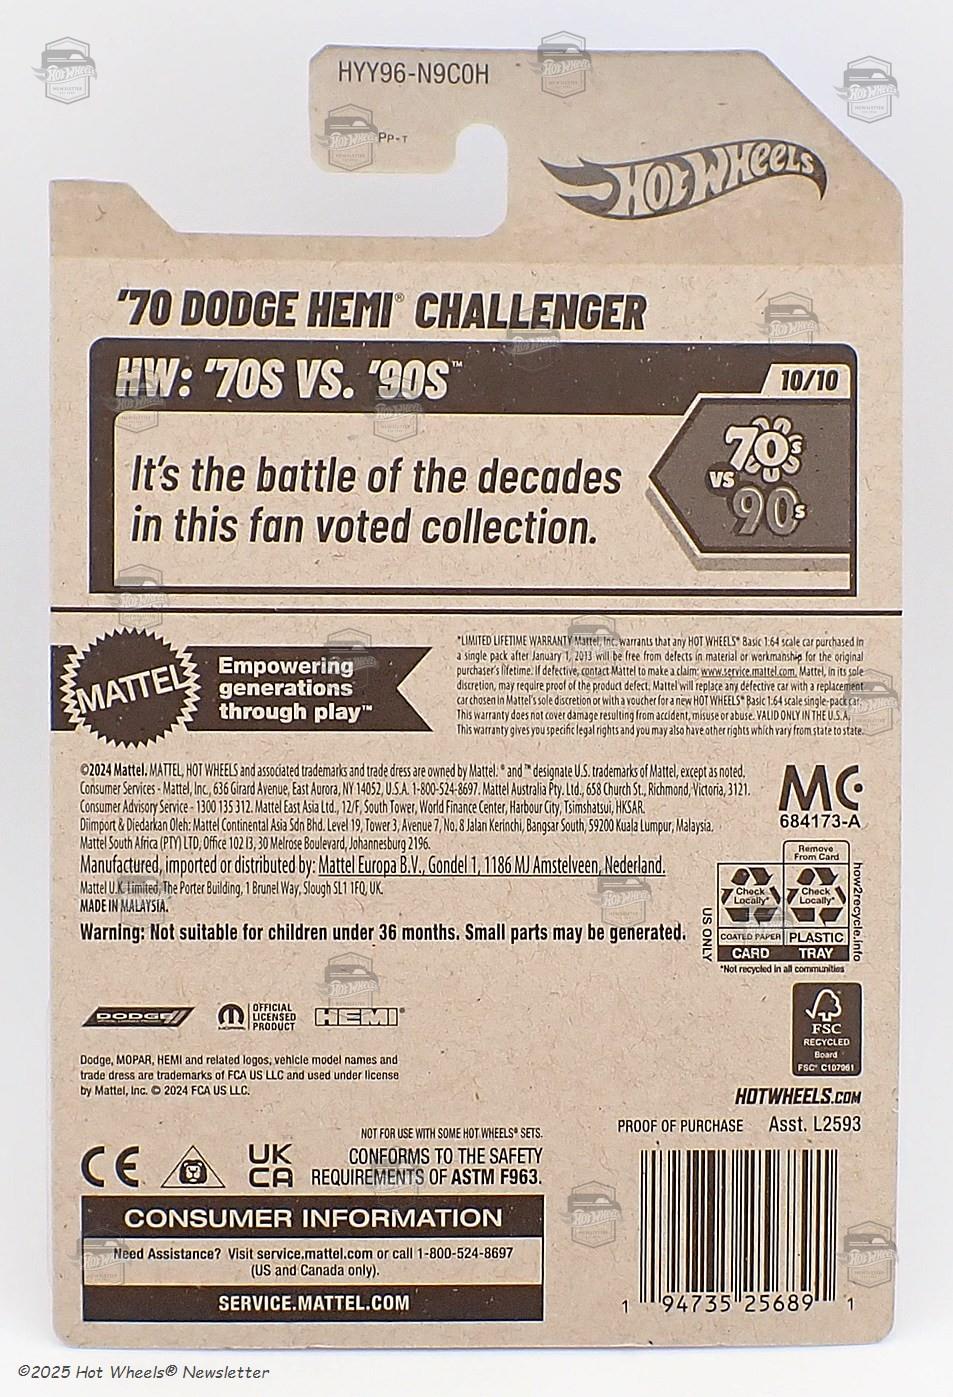 HYY96-N9C0H
PP-T
HOT WHEELS
'70 DODGE HEMI® CHALLENGER
HW: '70S VS. '90S™
10/10
It's the battle of the decades
in this fan voted collection.
70s
VS
90s
MATTEL
Empowering
generations
through play™
*LIMITED LIFETIME WARRANTY Mattel, Inc. warrants that any HOT WHEELS® Basic 1:64 scale car purchased in
a single pack after January 1, 2013 will be free from defects in material or workmanship for the original
purchaser's lifetime. If defective, contact Mattel to make a claim: www.service.mattel.com. Mattel, in its sole
discretion, may require proof of the product defect. Mattel will replace any defective car with a replacement
car chosen in Mattel's sole discretion or with a voucher for a new HOT WHEELS® Basic 1:64 scale single-pack car.
This warranty does not cover damage resulting from accident, misuse or abuse. VALID ONLY IN THE U.S.A.
This warranty gives you specific legal rights and you may also have other rights which vary from state to state.
©2024 Mattel. MATTEL, HOT WHEELS and associated trademarks and trade dress are owned by Mattel. ® and ™ designate U.S. trademarks of Mattel, except as noted.
Consumer Services - Mattel, Inc., 636 Girard Avenue, East Aurora, NY 14052, U.S.A. 1-800-524-8697. Mattel Australia Pty. Ltd., 658 Church St., Richmond, Victoria, 3121.
Consumer Advisory Service - 1300 135 312. Mattel East Asia Ltd., 12/F, South Tower, World Finance Center, Harbour City, Tsimshatsui, HKSAR.
Diimport & Diedarkan Oleh: Mattel Continental Asia Sdn Bhd. Level 19, Tower 3, Avenue 7, No. 8 Jalan Kerinchi, Bangsar South, 59200 Kuala Lumpur, Malaysia.
Mattel South Africa (PTY) LTD, Office 102 I3, 30 Melrose Boulevard, Johannesburg 2196.
Manufactured, imported or distributed by: Mattel Europa B.V., Gondel 1, 1186 MJ Amstelveen, Nederland.
Mattel U.K. Limited, The Porter Building, 1 Brunel Way, Slough SL1 1FQ, UK.
MADE IN MALAYSIA.
Warning: Not suitable for children under 36 months. Small parts may be generated.
MC
684173-A
Remove
From Card
Check
Locally*
Check
Locally*
COATED PAPER
PLASTIC
CARD
TRAY
US ONLY
how2recycle.info
*Not recycled in all communities
DODGE
MOPAR
OFFICIAL
LICENSED
PRODUCT
HEMI®
FSC
RECYCLED
Board
FSC® C107961
Dodge, MOPAR, HEMI and related logos, vehicle model names and
trade dress are trademarks of FCA US LLC and used under license
by Mattel, Inc. © 2024 FCA US LLC.
HOTWHEELS.COM
PROOF OF PURCHASE Asst. L2593
NOT FOR USE WITH SOME HOT WHEELS® SETS.
CE
UK
CA
CONFORMS TO THE SAFETY
REQUIREMENTS OF ASTM F963.
CONSUMER INFORMATION
Need Assistance? Visit service.mattel.com or call 1-800-524-8697
(US and Canada only).
SERVICE.MATTEL.COM
1 94735 25689 1
©2025 Hot Wheels® Newsletter